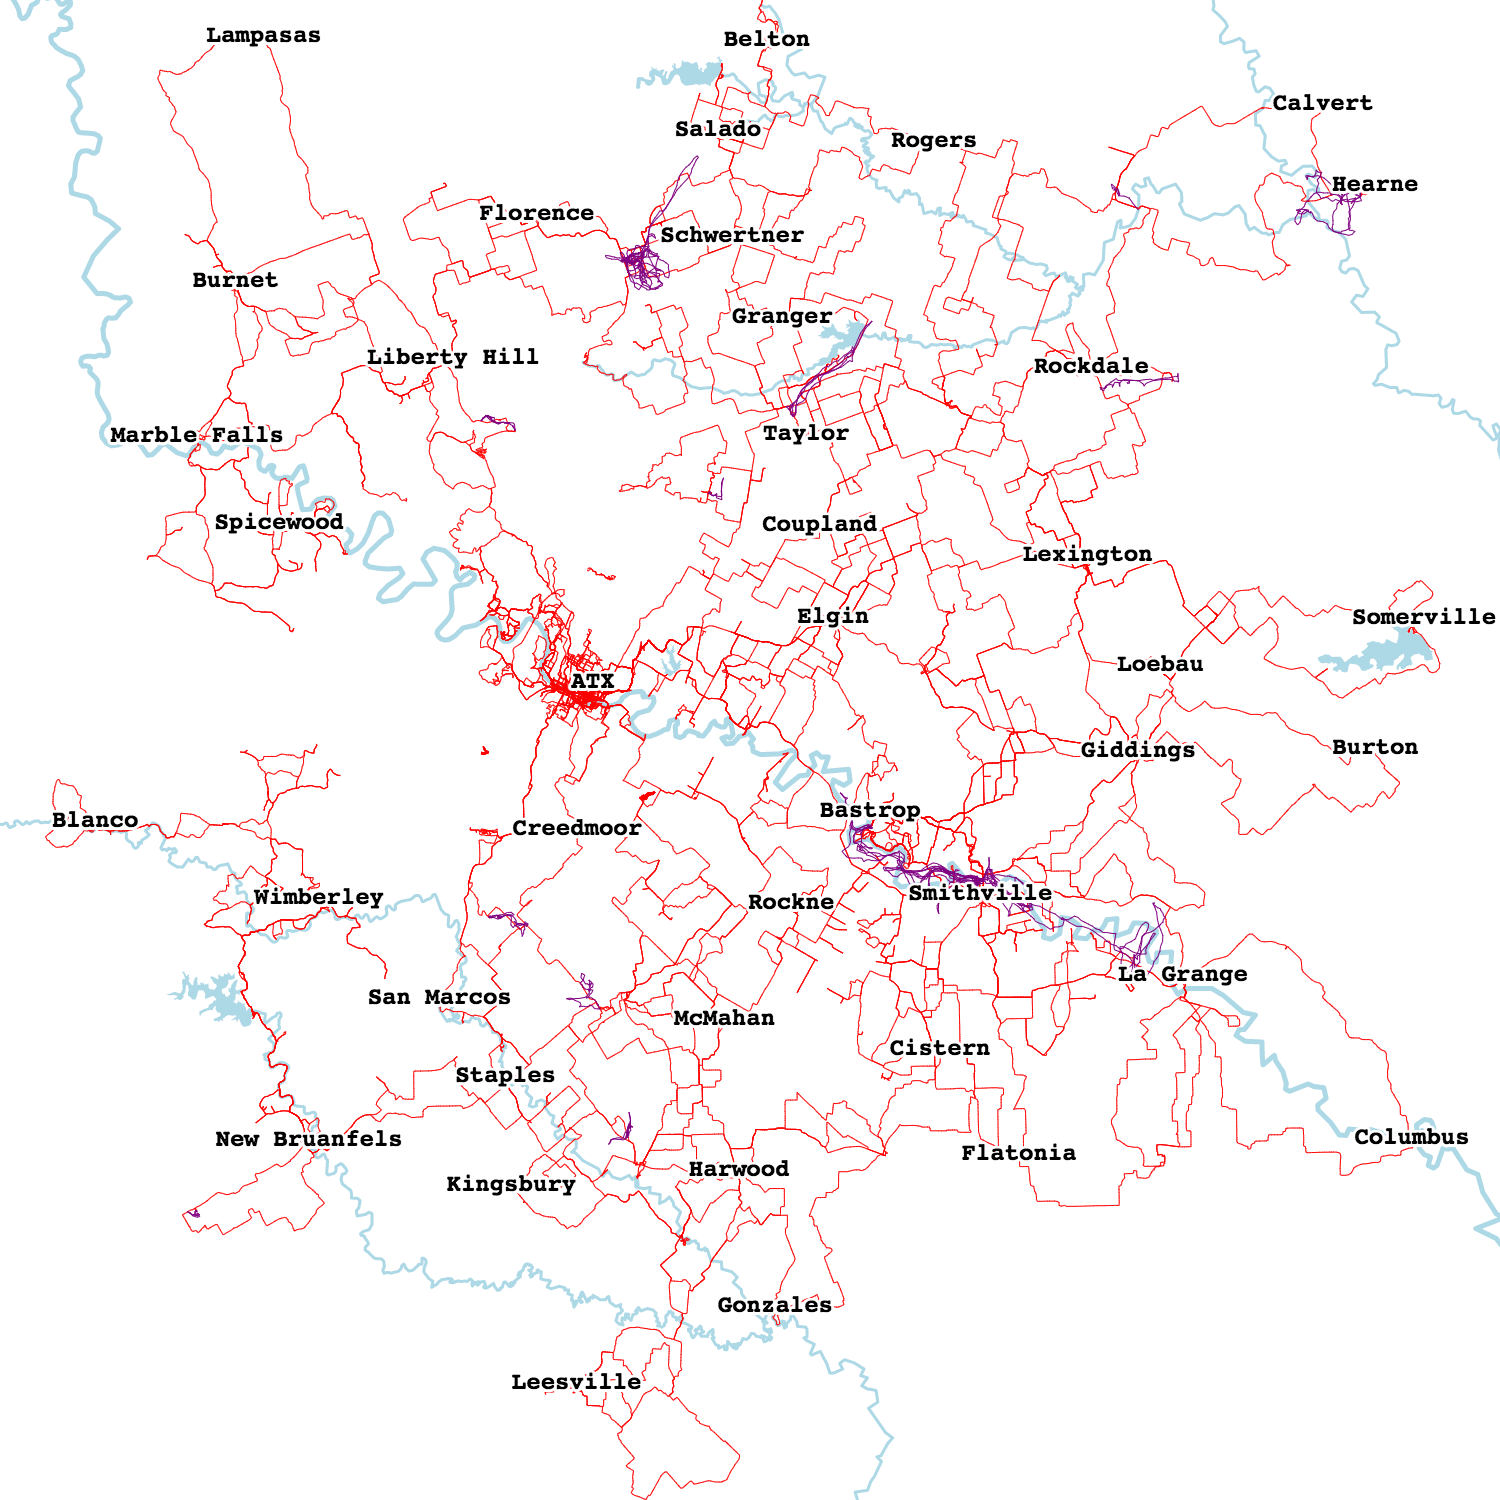 Lampasas
Belton
Calvert
Salado
Rogers
Hearne
Florence
Schwertner
Burnet
Granger
Liberty Hill
Rockdale
Marble Falls
Taylor
Spicewood
Coupland
Lexington
Elgin
Somerville
Loebau
ATX
Giddings
Burton
Blanco
Bastrop
Creedmoor
Wimberley
Rockne
Smithville
La Grange
San Marcos
McMahan
Cistern
Staples
New Bruanfels
Columbus
Flatonia
Harwood
Kingsbury
Gonzales
Leesville